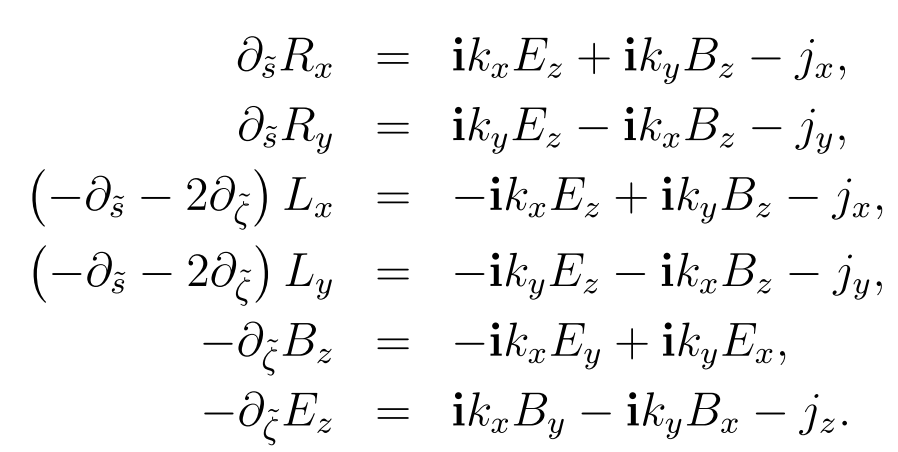 ∂_s̃ R_x = 𝐢k_x E_z + 𝐢k_y B_z − j_x,
∂_s̃ R_y = 𝐢k_y E_z − 𝐢k_x B_z − j_y,
(−∂_s̃ − 2∂_ζ̃) L_x = −𝐢k_x E_z + 𝐢k_y B_z − j_x,
(−∂_s̃ − 2∂_ζ̃) L_y = −𝐢k_y E_z − 𝐢k_x B_z − j_y,
−∂_ζ̃ B_z = −𝐢k_x E_y + 𝐢k_y E_x,
−∂_ζ̃ E_z = 𝐢k_x B_y − 𝐢k_y B_x − j_z.